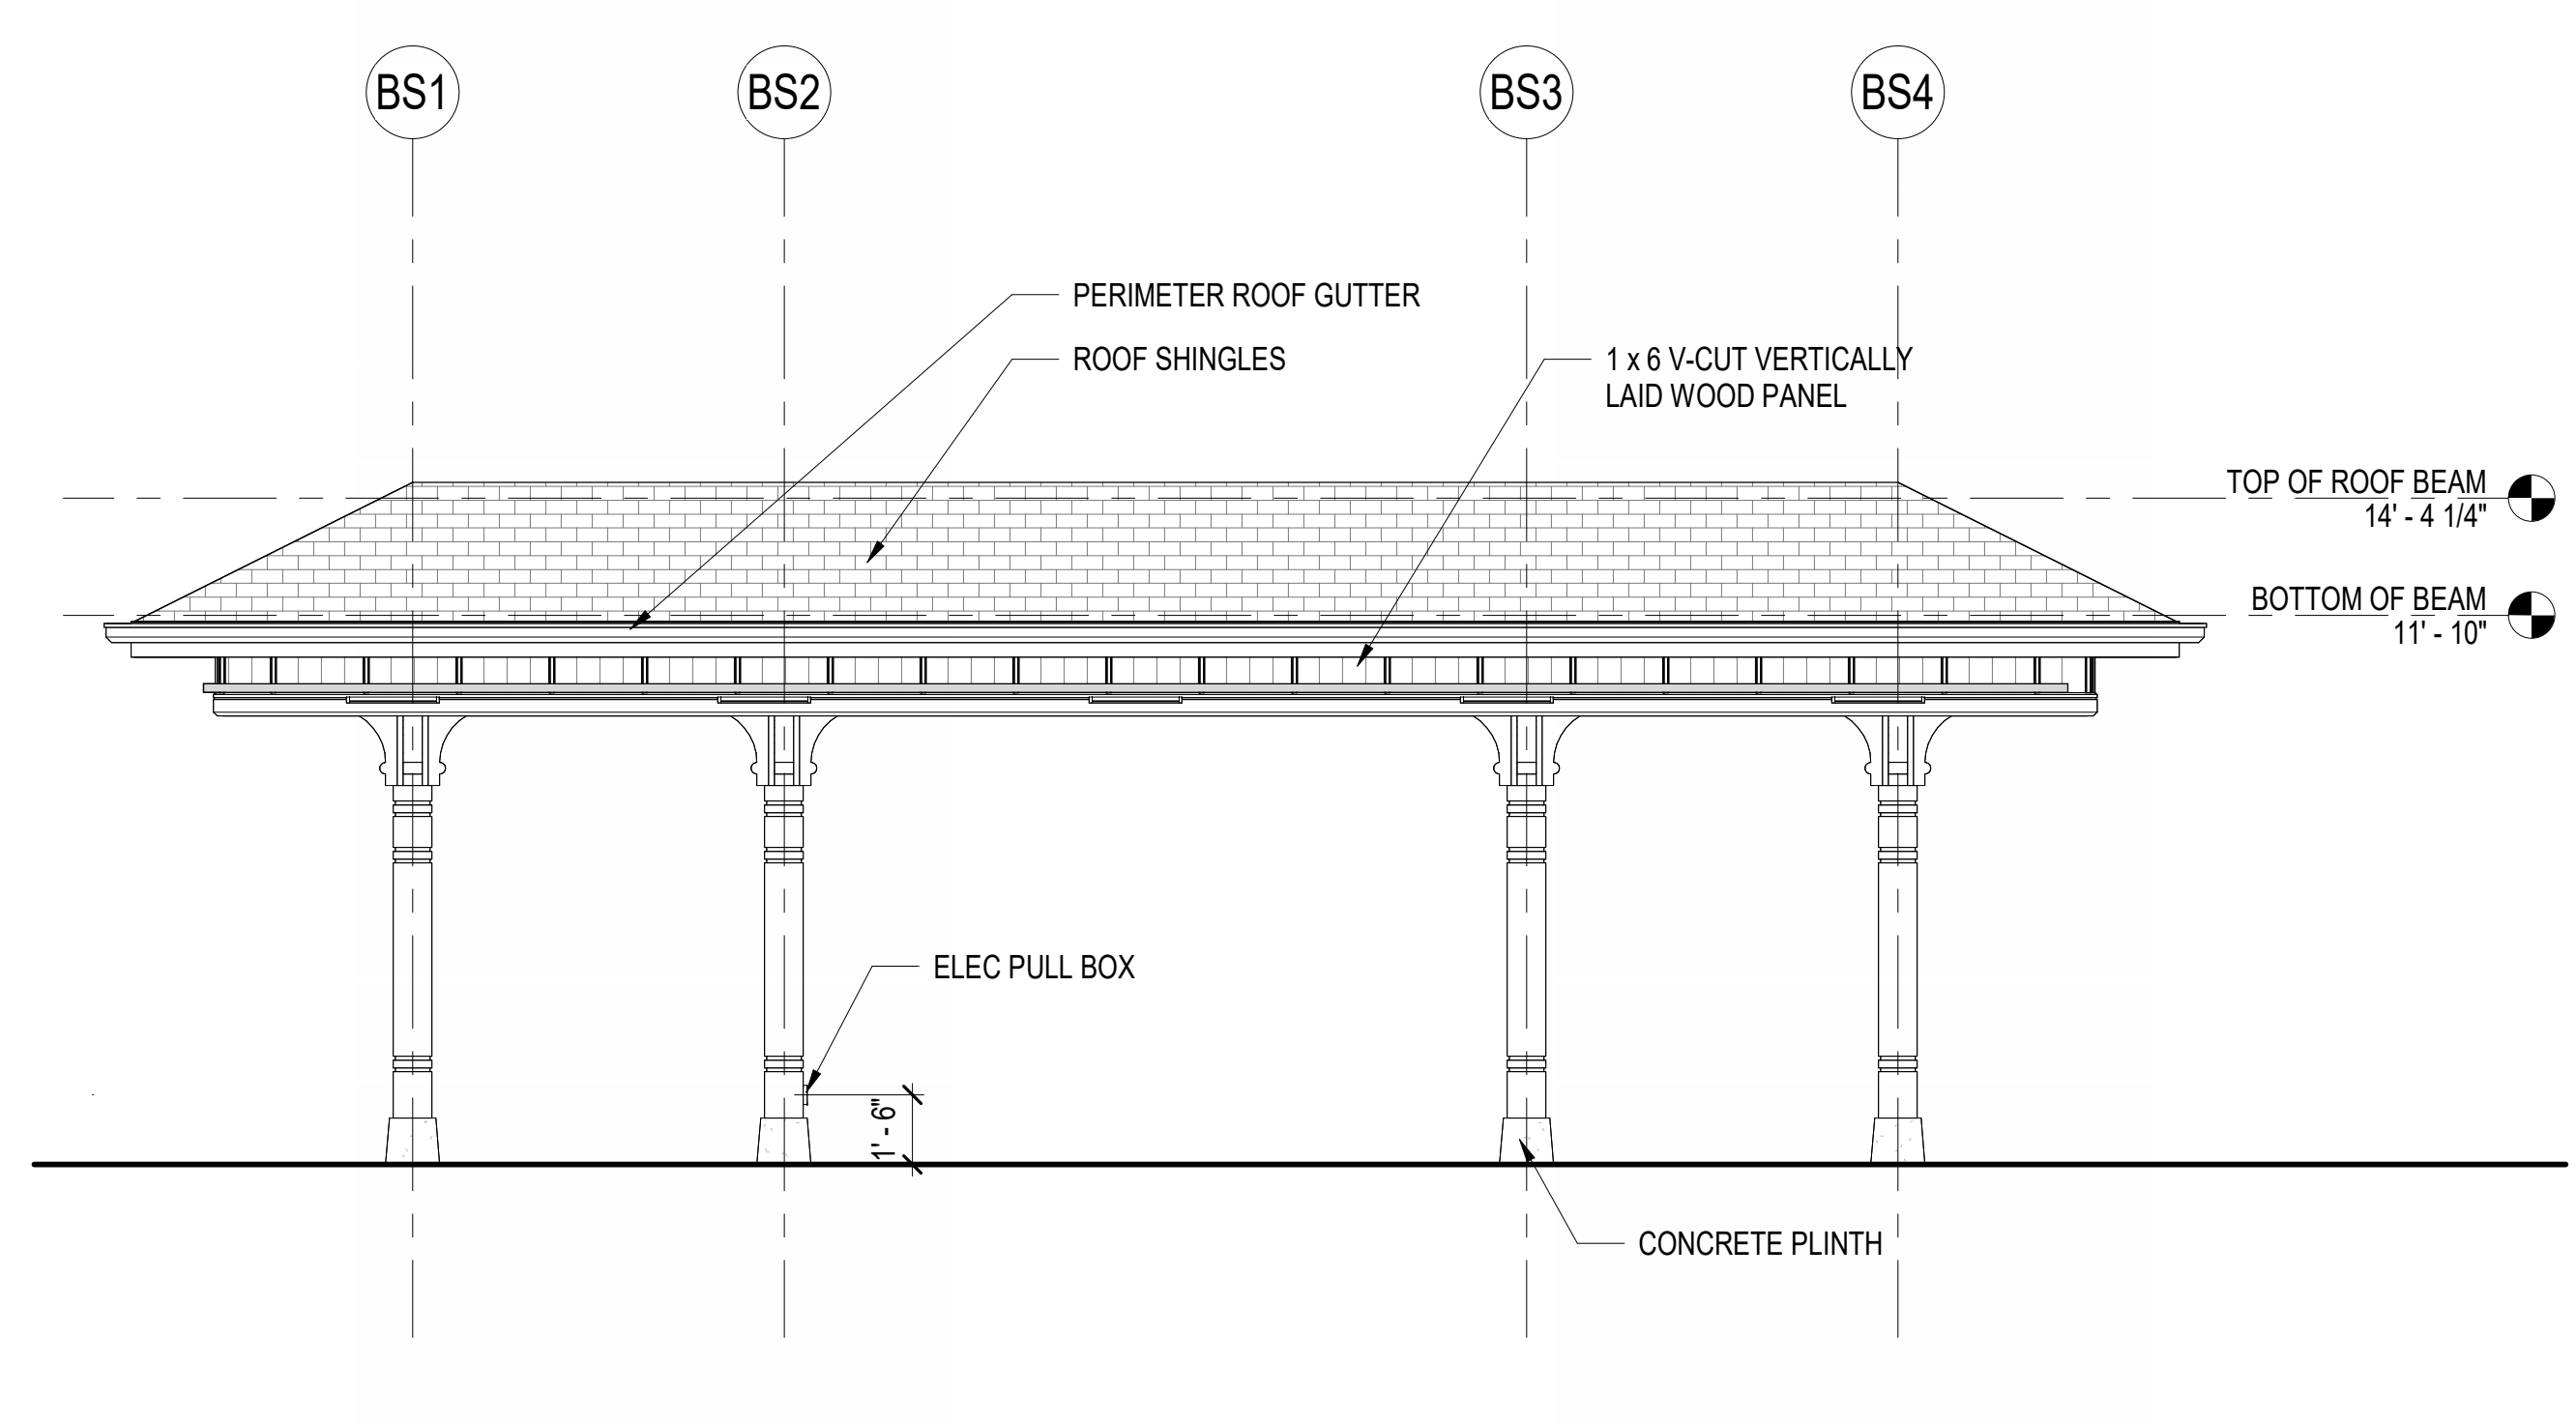 BS1
BS2
BS3
BS4
PERIMETER ROOF GUTTER
ROOF SHINGLES
1 x 6 V-CUT VERTICALLY
LAID WOOD PANEL
TOP OF ROOF BEAM
14' - 4 1/4"
BOTTOM OF BEAM
11' - 10"
ELEC PULL BOX
1' - 6"
CONCRETE PLINTH